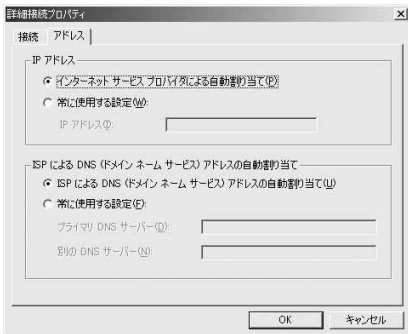 詳細接続プロパティ
接続 アドレス
IP アドレス
インターネット サービス プロバイダによる自動割り当て(P)
常に使用する設定(W):
IP アドレス(I):
ISP による DNS (ドメイン ネーム サービス) アドレスの自動割り当て
ISP による DNS (ドメイン ネーム サービス) アドレスの自動割り当て(U)
常に使用する設定(F):
プライマリ DNS サーバー(D):
別の DNS サーバー(N):
OK キャンセル